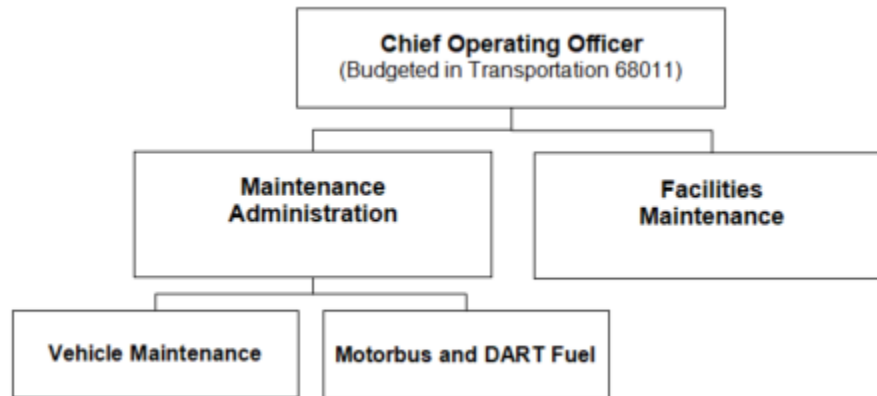 Chief Operating Officer
(Budgeted in Transportation 68011)
Maintenance
Administration
Facilities
Maintenance
Vehicle Maintenance
Motorbus and DART Fuel